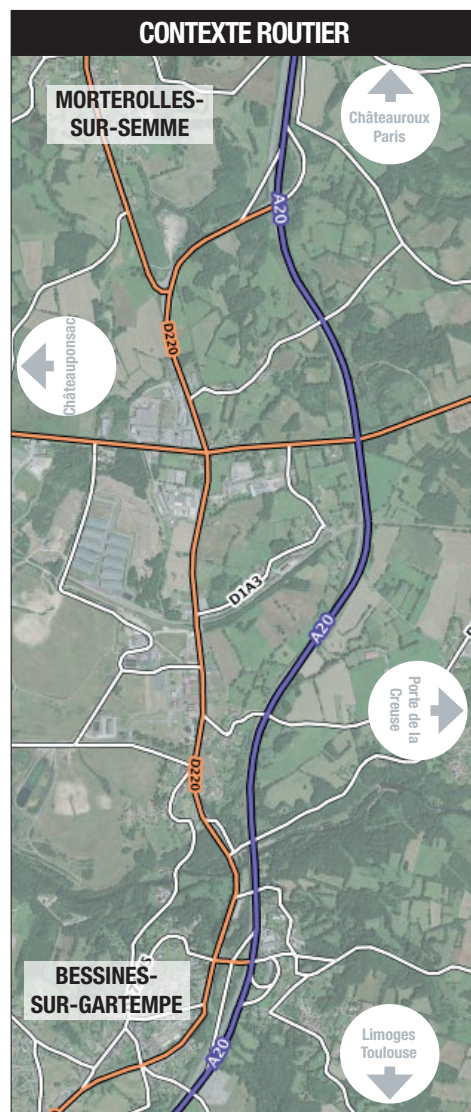 CONTEXTE ROUTIER
MORTEROLLES-
SUR-SEMME
Châteauroux
Paris
A20
D220
Châteauponsac
D1A3
A20
Porte de la
Creuse
D220
BESSINES-
SUR-GARTEMPE
A20
Limoges
Toulouse